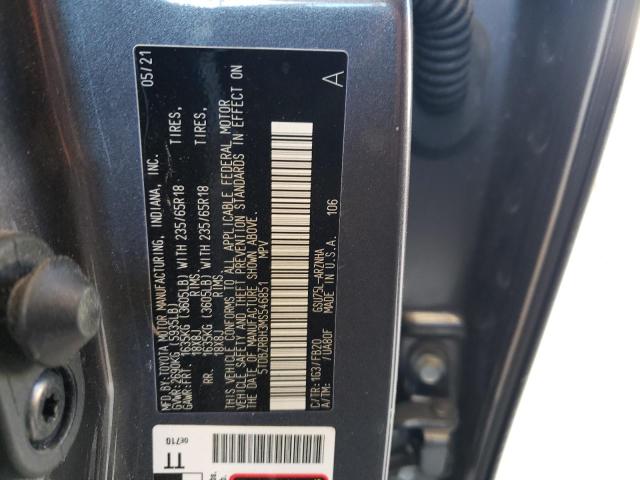 MFD.BY:TOYOTA MOTOR MANUFACTURING, INDIANA, INC. 05/21
GVWR:2690KG (5935LB)
GAWR:FRT. 1635KG (3605LB) WITH 235/65R18 TIRES,
18X8J RIMS,
RR. 1635KG (3605LB) WITH 235/65R18 TIRES,
18X8J RIMS,
THIS VEHICLE CONFORMS TO ALL APPLICABLE FEDERAL MOTOR
VEHICLE SAFETY AND THEFT PREVENTION STANDARDS IN EFFECT ON
THE DATE OF MANUFACTURE SHOWN ABOVE.
5TDBZRBH3MS546851 MPV
A
106
C/TR:1G3/FB20 GSU75L-ARZNHA
A/TM: /UA80F MADE IN U.S.A.
TT
0E710